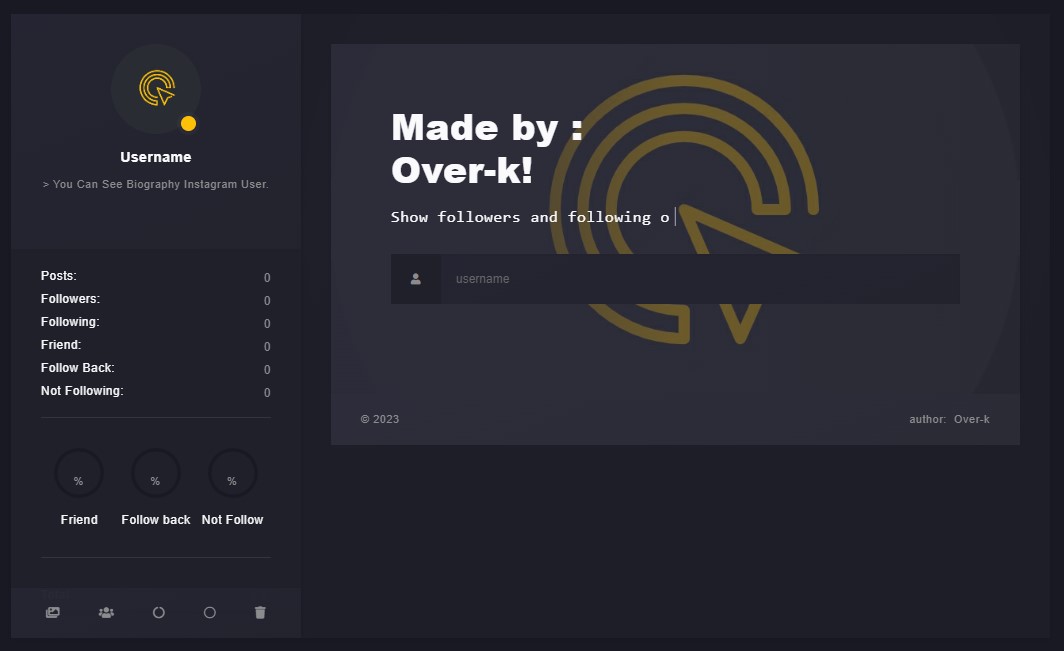 Username
> You Can See Biography Instagram User.
Posts: 0
Followers: 0
Following: 0
Friend: 0
Follow Back: 0
Not Following: 0
% % %
Friend Follow back Not Follow
Made by :
Over-k!
Show followers and following o
username
© 2023
author: Over-k